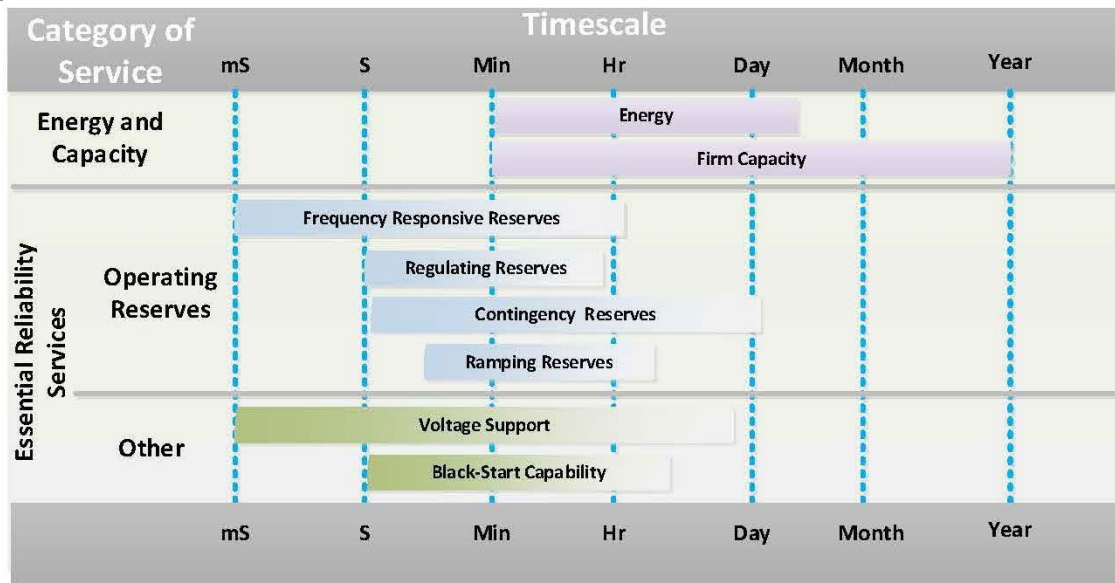 Category of
Service
Timescale
mS S Min Hr Day Month Year
Energy and
Capacity
Energy
Firm Capacity
Essential Reliability
Services
Operating
Reserves
Frequency Responsive Reserves
Regulating Reserves
Contingency Reserves
Ramping Reserves
Other
Voltage Support
Black-Start Capability
mS S Min Hr Day Month Year